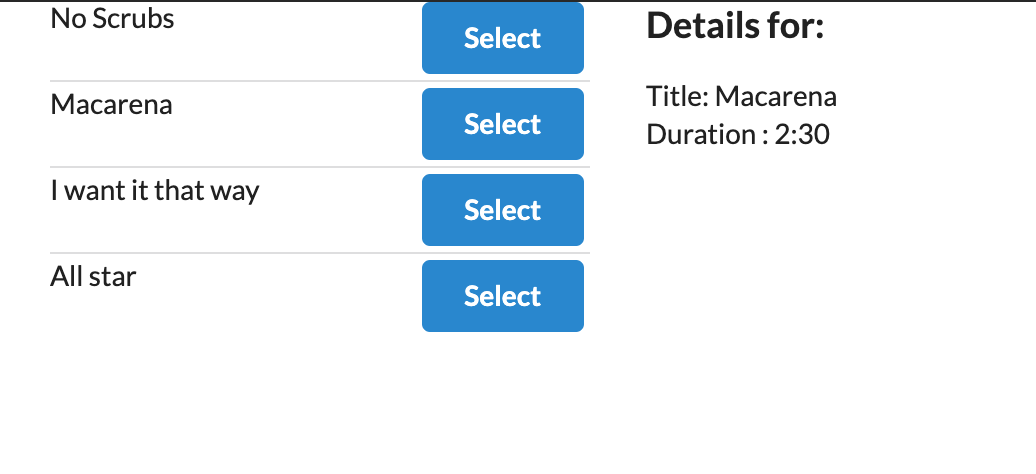 No Scrubs
Select
Macarena
Select
I want it that way
Select
All star
Select
Details for:
Title: Macarena
Duration : 2:30